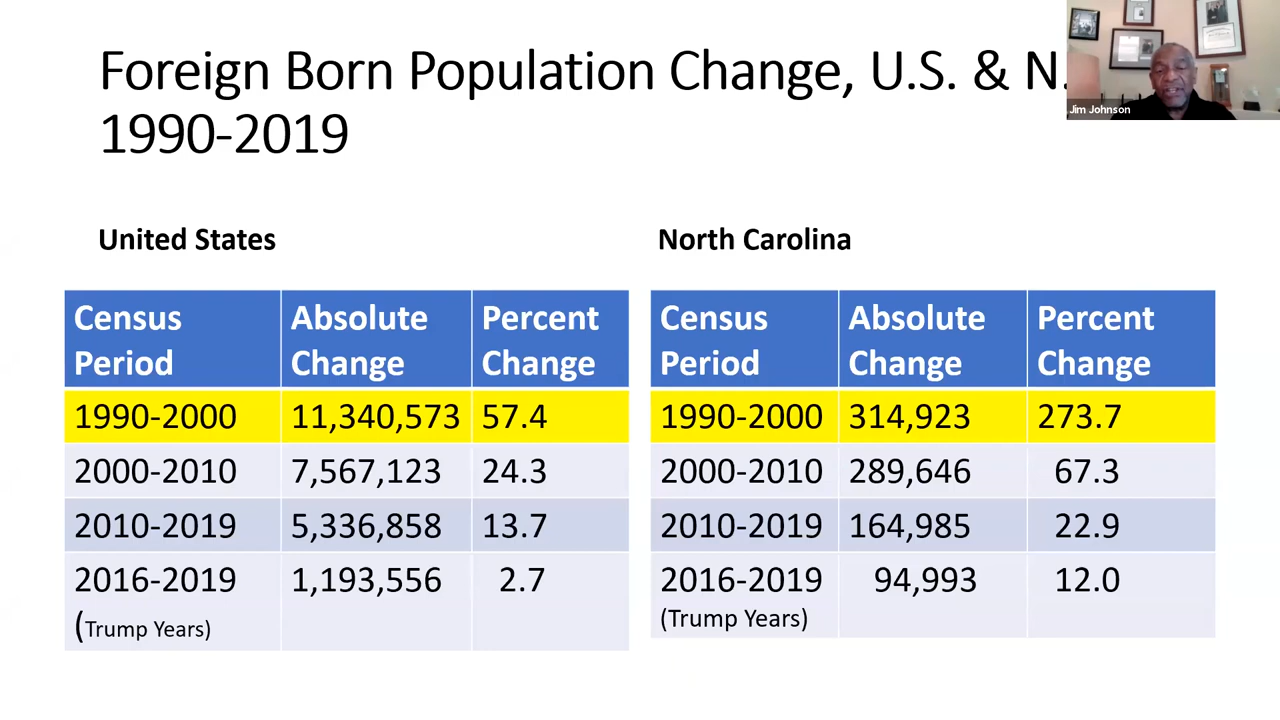 Foreign Born Population Change, U.S. & N.
1990-2019
Jim Johnson
United States
Census Period Absolute Change Percent Change
1990-2000 11,340,573 57.4
2000-2010 7,567,123 24.3
2010-2019 5,336,858 13.7
2016-2019 1,193,556 2.7
(Trump Years)
North Carolina
Census Period Absolute Change Percent Change
1990-2000 314,923 273.7
2000-2010 289,646 67.3
2010-2019 164,985 22.9
2016-2019 94,993 12.0
(Trump Years)